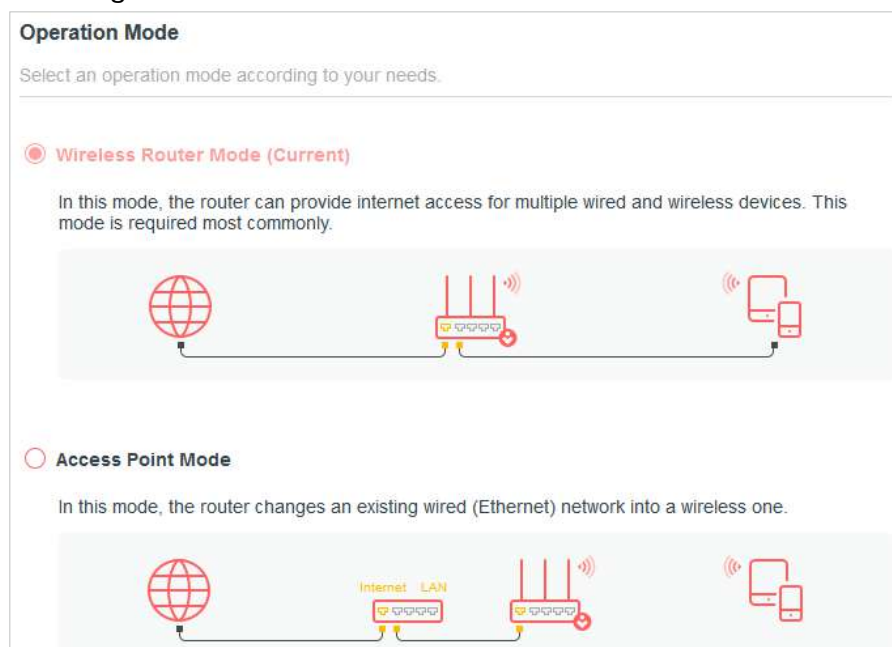 Operation Mode
Select an operation mode according to your needs.
Wireless Router Mode (Current)
In this mode, the router can provide internet access for multiple wired and wireless devices. This
mode is required most commonly.
Access Point Mode
In this mode, the router changes an existing wired (Ethernet) network into a wireless one.
Internet LAN